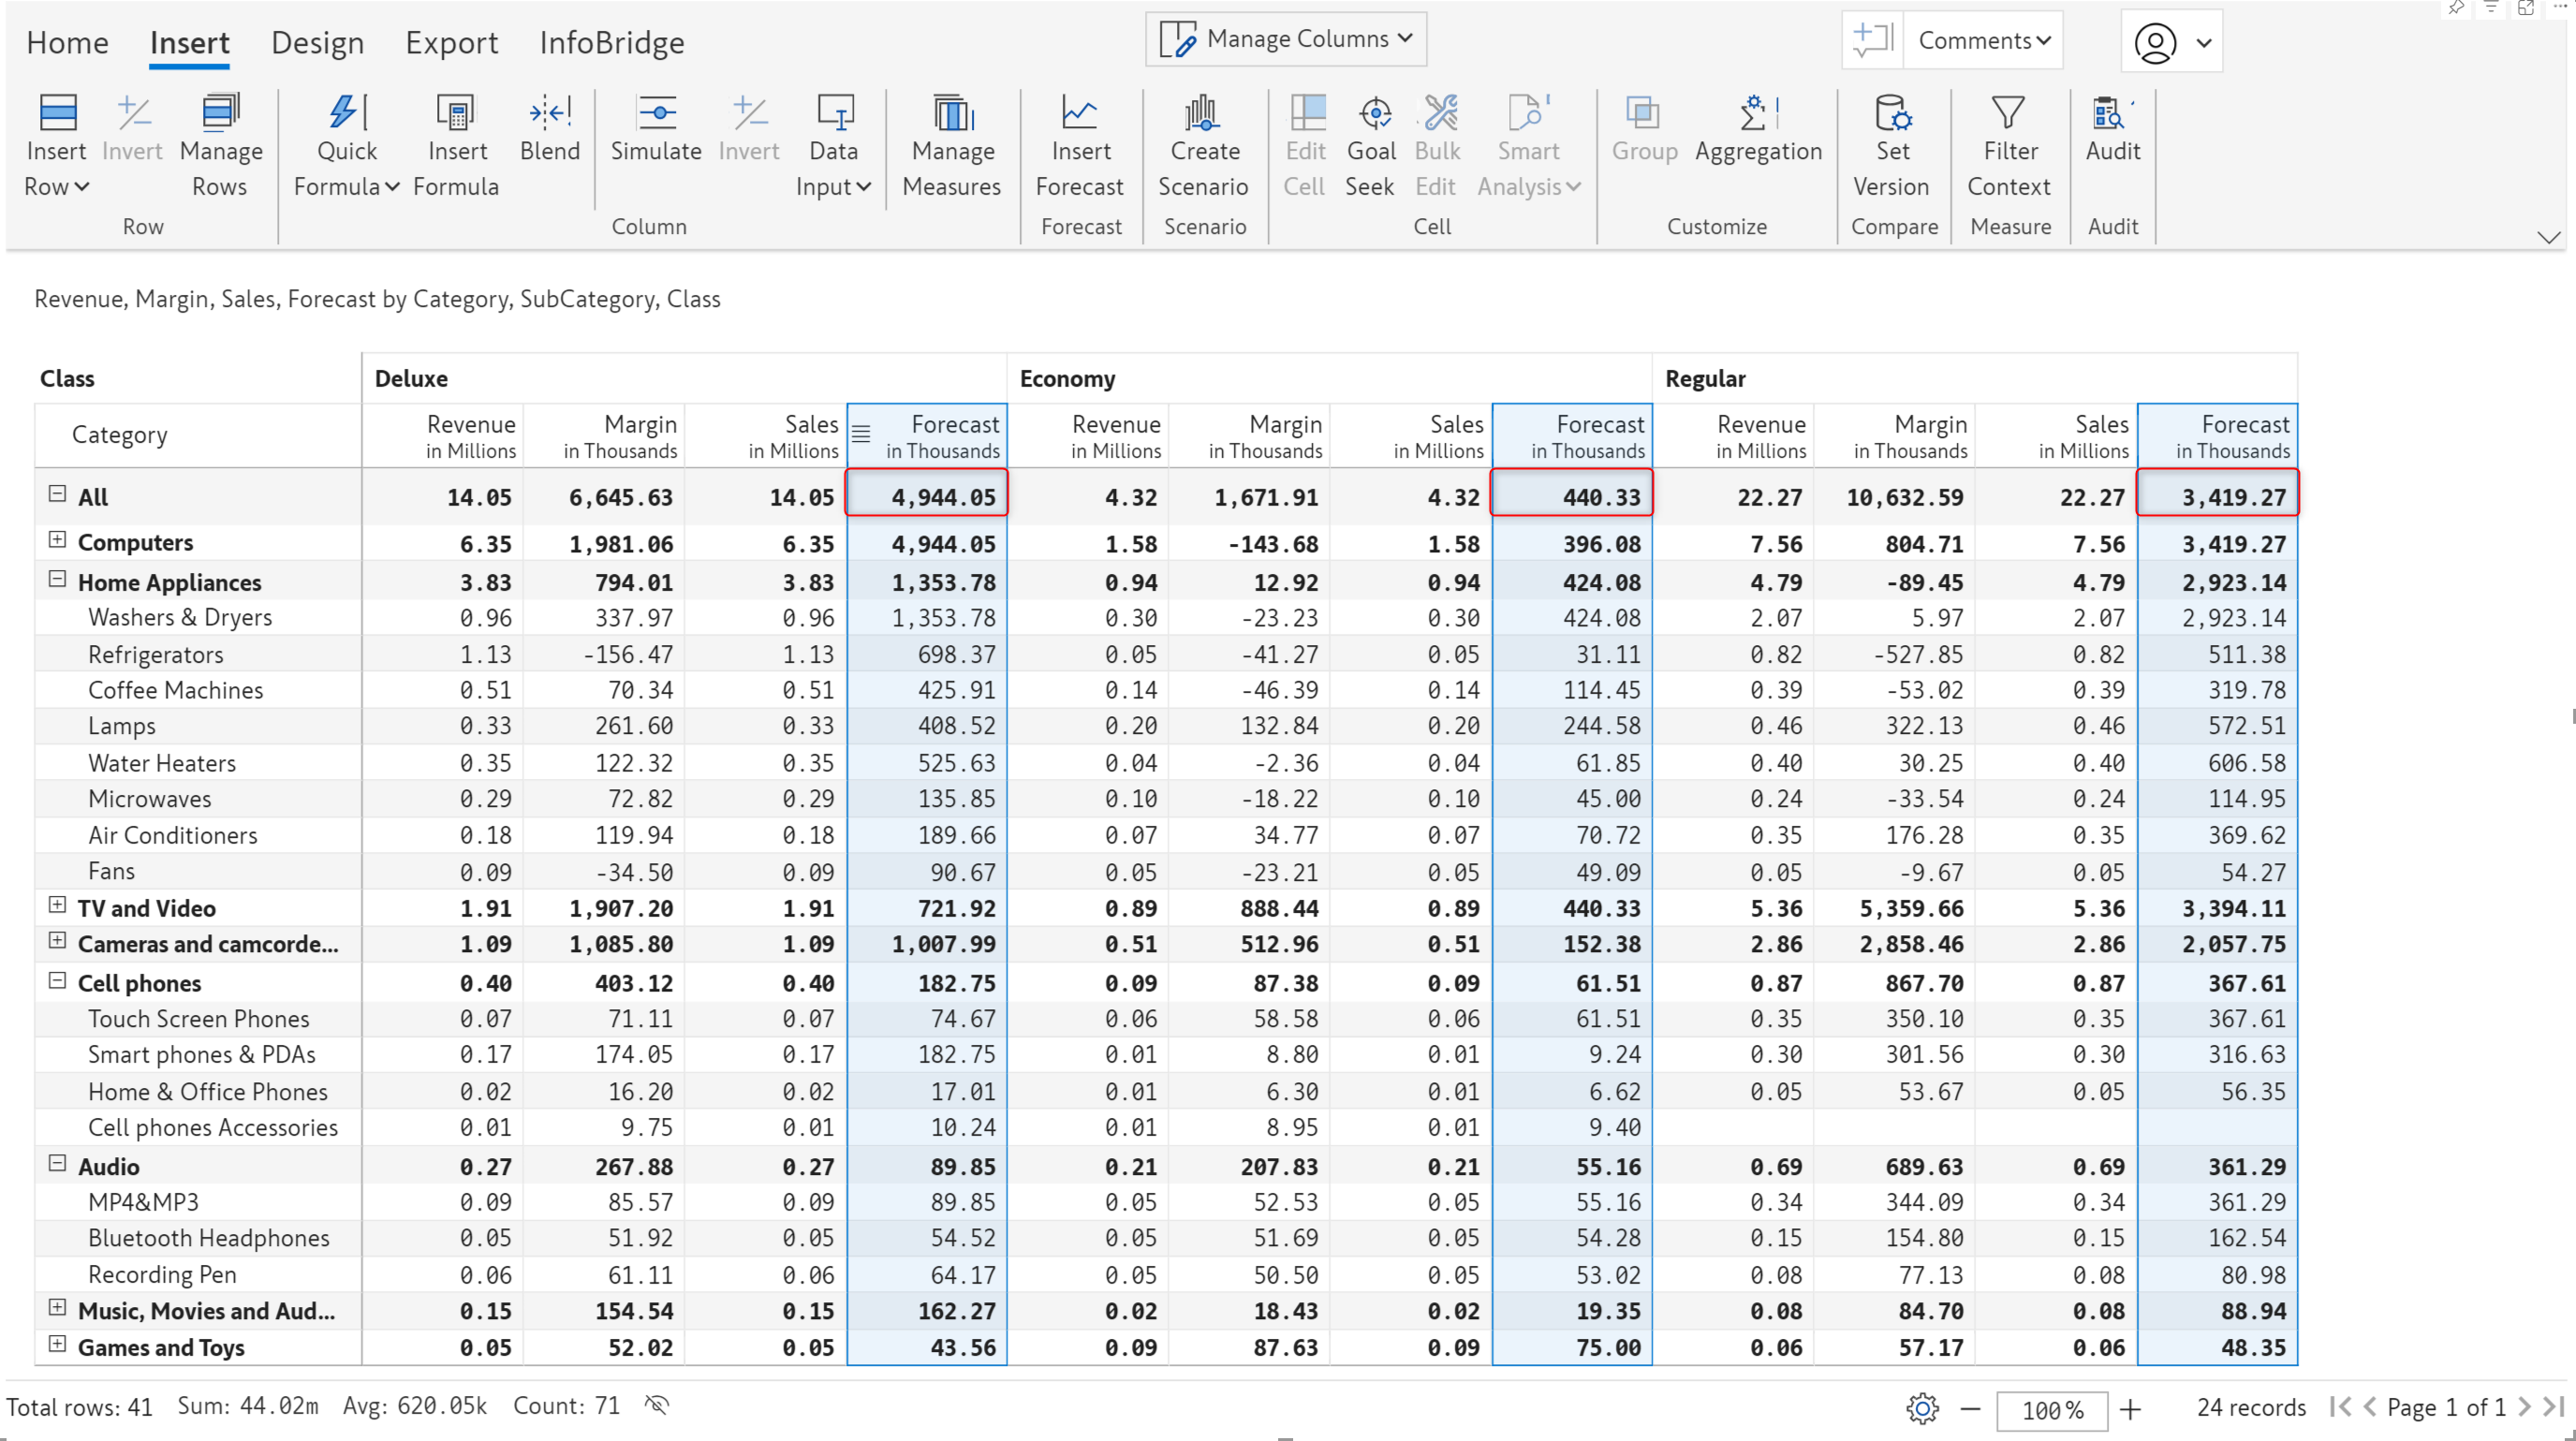 Home Insert Design Export InfoBridge Manage Columns Comments
Insert Row Invert Manage Rows Quick Formula Insert Formula Blend Simulate Invert Data Input Manage Measures Insert Forecast Create Scenario Edit Cell Goal Seek Bulk Edit Smart Analysis Group Aggregation Set Version Filter Context Audit
Row Column Forecast Scenario Cell Customize Compare Measure Audit
Revenue, Margin, Sales, Forecast by Category, SubCategory, Class
Class Deluxe Economy Regular
Category Revenue Margin Sales Forecast Revenue Margin Sales Forecast Revenue Margin Sales Forecast
in Millions in Thousands in Millions in Thousands in Millions in Thousands in Millions in Thousands in Millions in Thousands in Millions in Thousands
All 14.05 6,645.63 14.05 4,944.05 4.32 1,671.91 4.32 440.33 22.27 10,632.59 22.27 3,419.27
Computers 6.35 1,981.06 6.35 4,944.05 1.58 -143.68 1.58 396.08 7.56 804.71 7.56 3,419.27
Home Appliances 3.83 794.01 3.83 1,353.78 0.94 12.92 0.94 424.08 4.79 -89.45 4.79 2,923.14
Washers & Dryers 0.96 337.97 0.96 1,353.78 0.30 -23.23 0.30 424.08 2.07 5.97 2.07 2,923.14
Refrigerators 1.13 -156.47 1.13 698.37 0.05 -41.27 0.05 31.11 0.82 -527.85 0.82 511.38
Coffee Machines 0.51 70.34 0.51 425.91 0.14 -46.39 0.14 114.45 0.39 -53.02 0.39 319.78
Lamps 0.33 261.60 0.33 408.52 0.20 132.84 0.20 244.58 0.46 322.13 0.46 572.51
Water Heaters 0.35 122.32 0.35 525.63 0.04 -2.36 0.04 61.85 0.40 30.25 0.40 606.58
Microwaves 0.29 72.82 0.29 135.85 0.10 -18.22 0.10 45.00 0.24 -33.54 0.24 114.95
Air Conditioners 0.18 119.94 0.18 189.66 0.07 34.77 0.07 70.72 0.35 176.28 0.35 369.62
Fans 0.09 -34.50 0.09 90.67 0.05 -23.21 0.05 49.09 0.05 -9.67 0.05 54.27
TV and Video 1.91 1,907.20 1.91 721.92 0.89 888.44 0.89 440.33 5.36 5,359.66 5.36 3,394.11
Cameras and camcorde... 1.09 1,085.80 1.09 1,007.99 0.51 512.96 0.51 152.38 2.86 2,858.46 2.86 2,057.75
Cell phones 0.40 403.12 0.40 182.75 0.09 87.38 0.09 61.51 0.87 867.70 0.87 367.61
Touch Screen Phones 0.07 71.11 0.07 74.67 0.06 58.58 0.06 61.51 0.35 350.10 0.35 367.61
Smart phones & PDAs 0.17 174.05 0.17 182.75 0.01 8.80 0.01 9.24 0.30 301.56 0.30 316.63
Home & Office Phones 0.02 16.20 0.02 17.01 0.01 6.30 0.01 6.62 0.05 53.67 0.05 56.35
Cell phones Accessories 0.01 9.75 0.01 10.24 0.01 8.95 0.01 9.40
Audio 0.27 267.88 0.27 89.85 0.21 207.83 0.21 55.16 0.69 689.63 0.69 361.29
MP4&MP3 0.09 85.57 0.09 89.85 0.05 52.53 0.05 55.16 0.34 344.09 0.34 361.29
Bluetooth Headphones 0.05 51.92 0.05 54.52 0.05 51.69 0.05 54.28 0.15 154.80 0.15 162.54
Recording Pen 0.06 61.11 0.06 64.17 0.05 50.50 0.05 53.02 0.08 77.13 0.08 80.98
Music, Movies and Aud... 0.15 154.54 0.15 162.27 0.02 18.43 0.02 19.35 0.08 84.70 0.08 88.94
Games and Toys 0.05 52.02 0.05 43.56 0.09 87.63 0.09 75.00 0.06 57.17 0.06 48.35
Total rows: 41 Sum: 44.02m Avg: 620.05k Count: 71 100% 24 records Page 1 of 1